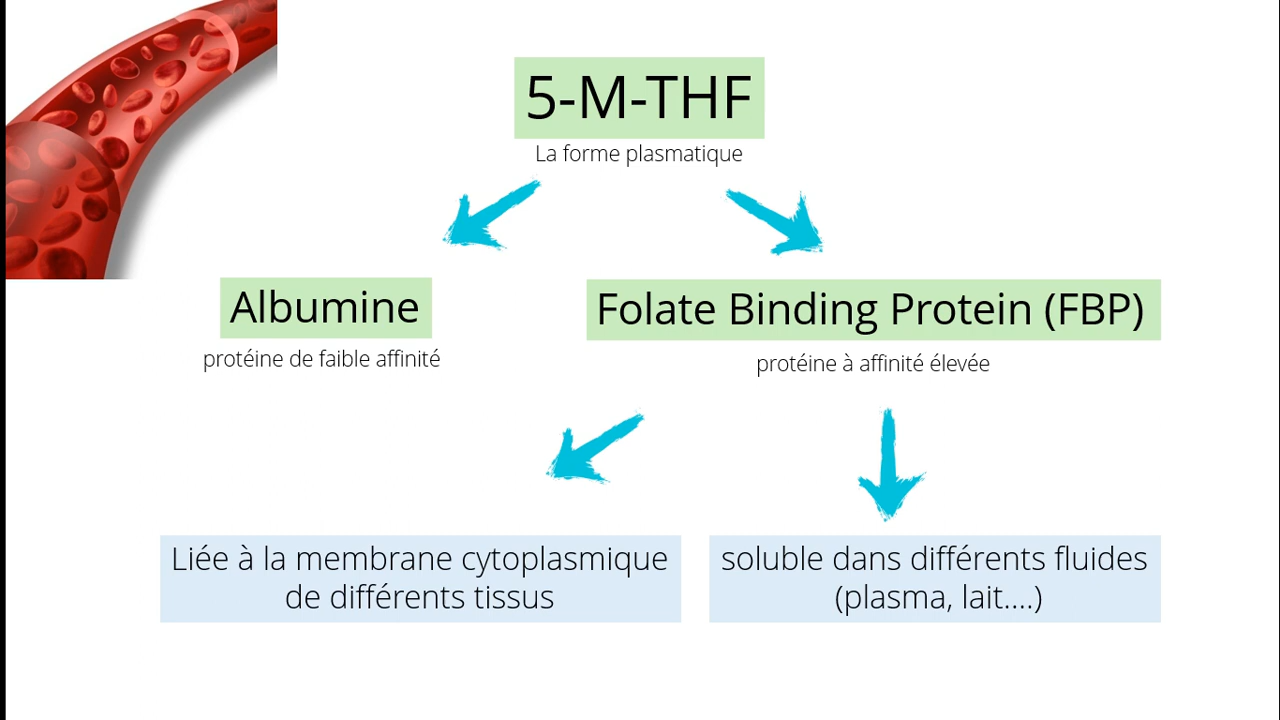 5-M-THF
La forme plasmatique
Albumine
protéine de faible affinité
Folate Binding Protein (FBP)
protéine à affinité élevée
Liée à la membrane cytoplasmique
de différents tissus
soluble dans différents fluides
(plasma, lait....)